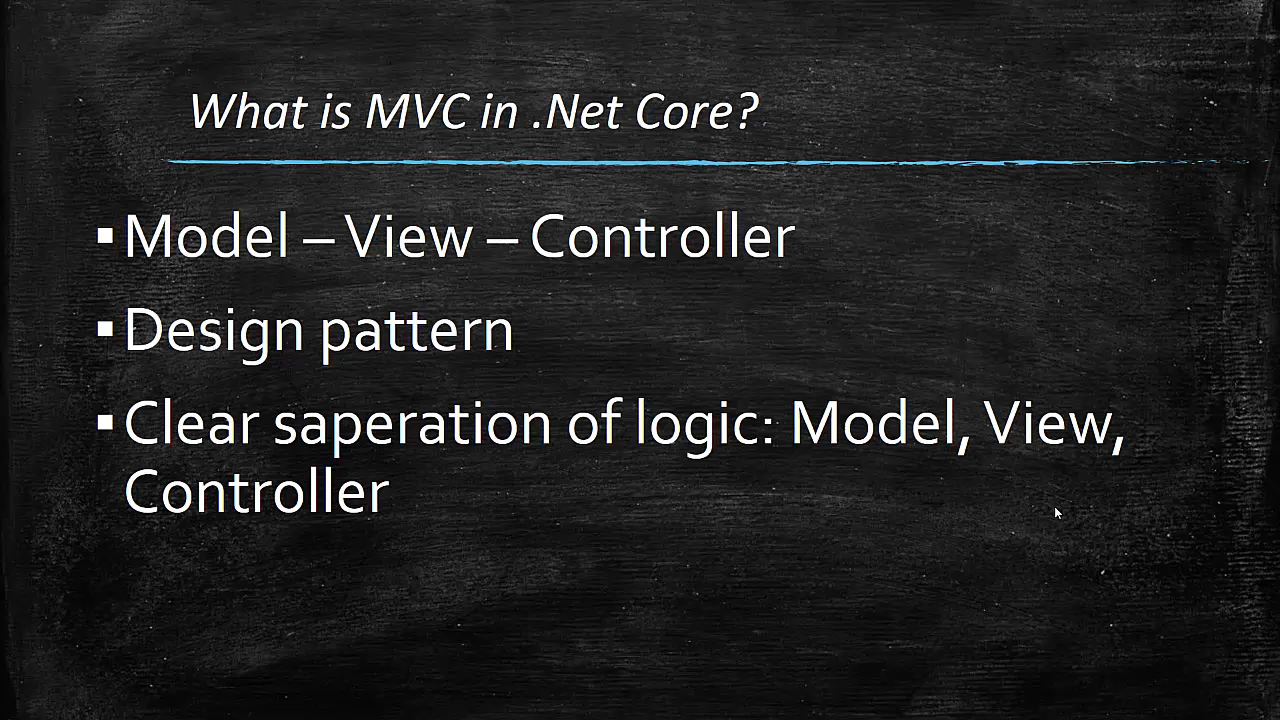 What is MVC in .Net Core?
▪Model – View – Controller
▪Design pattern
▪Clear saperation of logic: Model, View,
Controller